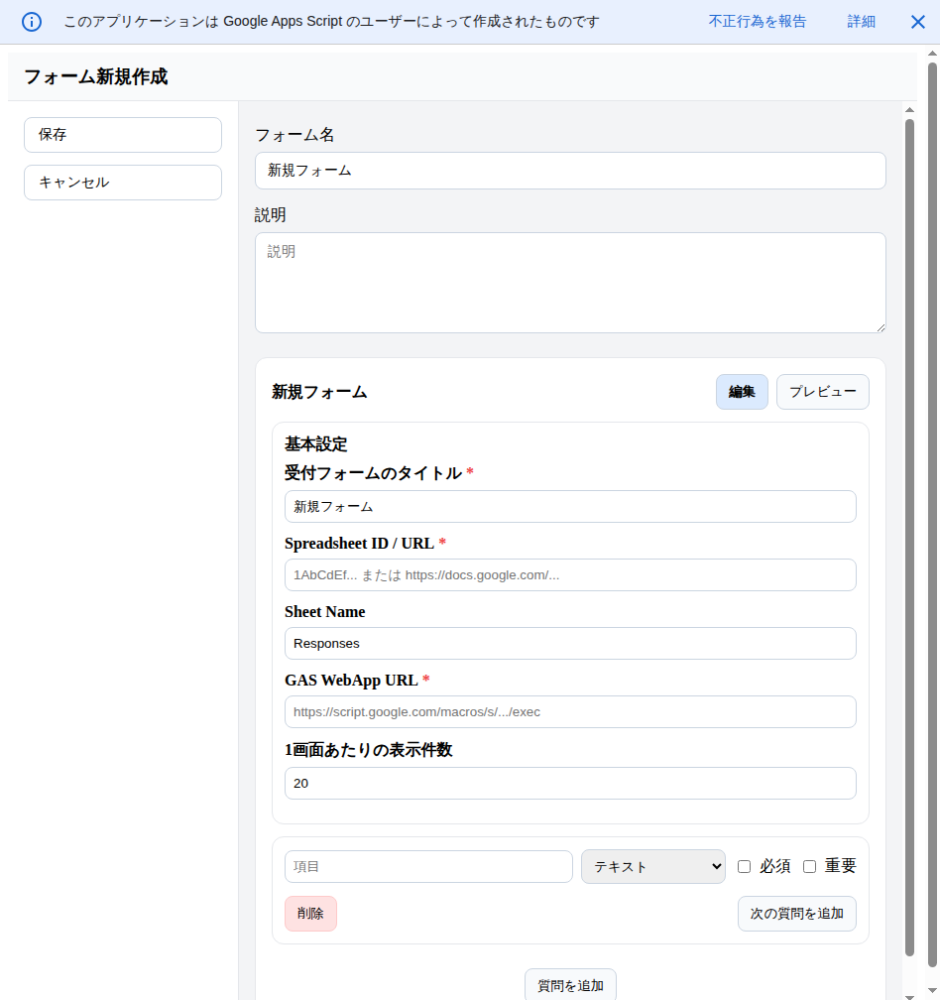 このアプリケーションは Google Apps Script のユーザーによって作成されたものです 不正行為を報告 詳細
フォーム新規作成
保存
キャンセル
フォーム名
新規フォーム
説明
説明
新規フォーム 編集 プレビュー
基本設定
受付フォームのタイトル *
新規フォーム
Spreadsheet ID / URL *
1AbCdEf... または https://docs.google.com/...
Sheet Name
Responses
GAS WebApp URL *
https://script.google.com/macros/s/.../exec
1画面あたりの表示件数
20
項目 テキスト 必須 重要
削除 次の質問を追加
質問を追加